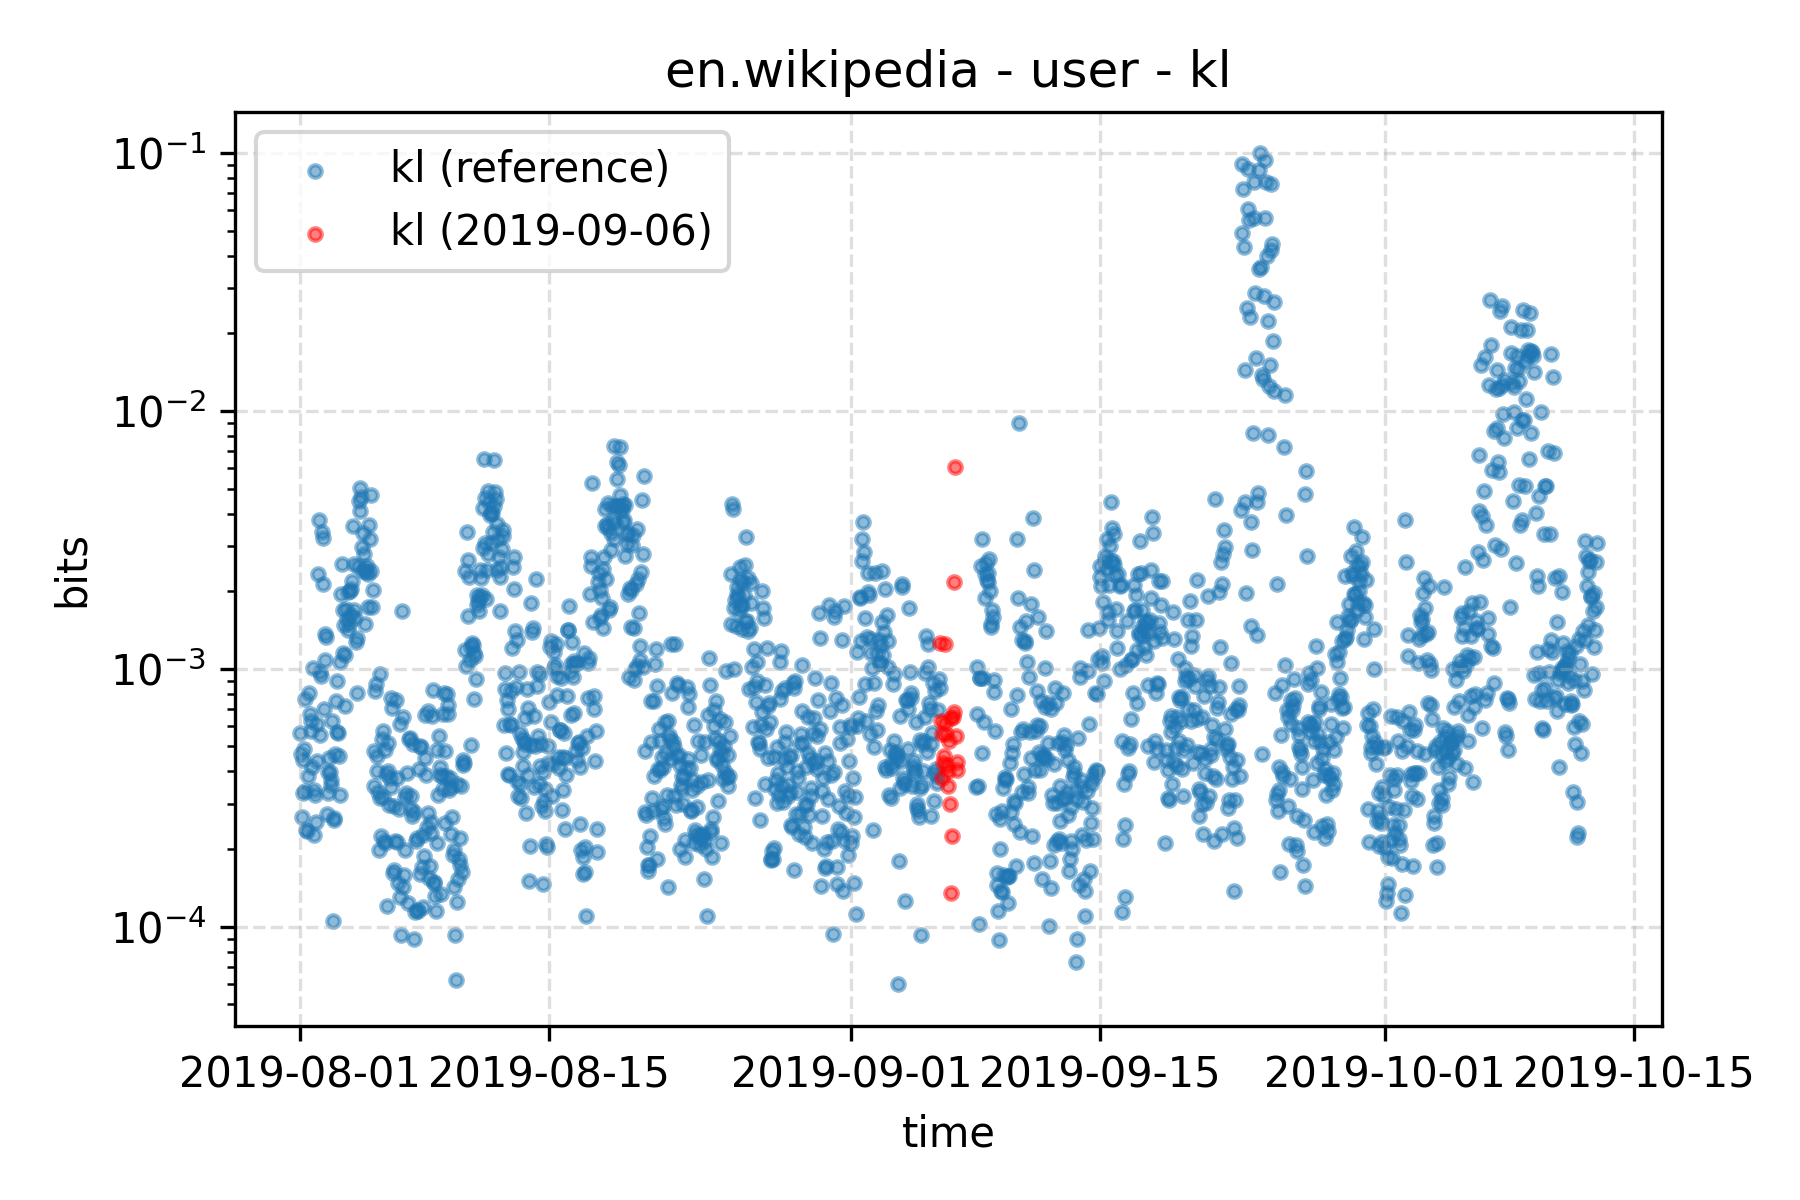 en.wikipedia - user - kl
kl (reference)
kl (2019-09-06)
10⁻¹
10⁻²
10⁻³
10⁻⁴
bits
2019-08-01 2019-08-15 2019-09-01 2019-09-15 2019-10-01 2019-10-15
time